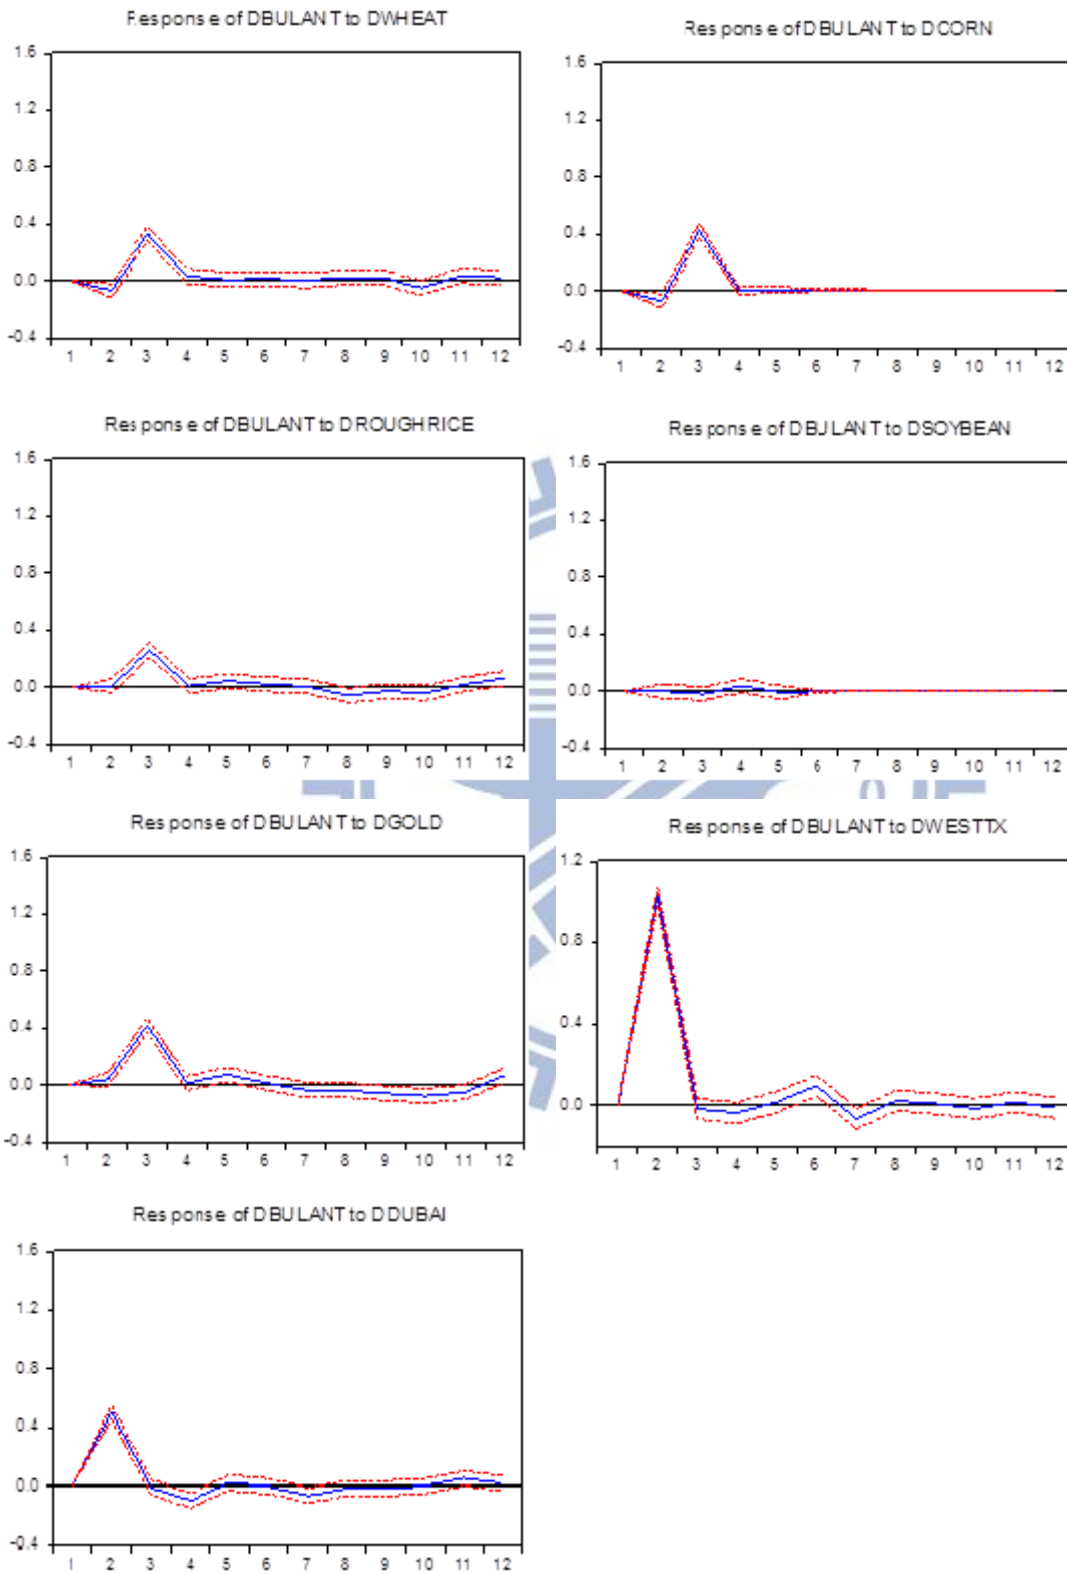 Response of DBULANT to DWHEAT
1.6
1.2
0.8
0.4
0.0
-0.4
1 2 3 4 5 6 7 8 9 10 11 12
Response of DBULANT to DCORN
1.6
1.2
0.8
0.4
0.0
-0.4
1 2 3 4 5 6 7 8 9 10 11 12
Response of DBULANT to DROUGHRICE
1.6
1.2
0.8
0.4
0.0
-0.4
1 2 3 4 5 6 7 8 9 10 11 12
Response of DBULANT to DSOYBEAN
1.6
1.2
0.8
0.4
0.0
-0.4
1 2 3 4 5 6 7 8 9 10 11 12
Response of DBULANT to DGOLD
1.6
1.2
0.8
0.4
0.0
-0.4
1 2 3 4 5 6 7 8 9 10 11 12
Response of DBULANT to DWESTTX
1.2
0.8
0.4
0.0
1 2 3 4 5 6 7 8 9 10 11 12
Response of DBULANT to DDUBAI
1.6
1.2
0.8
0.4
0.0
-0.4
1 2 3 4 5 6 7 8 9 10 11 12